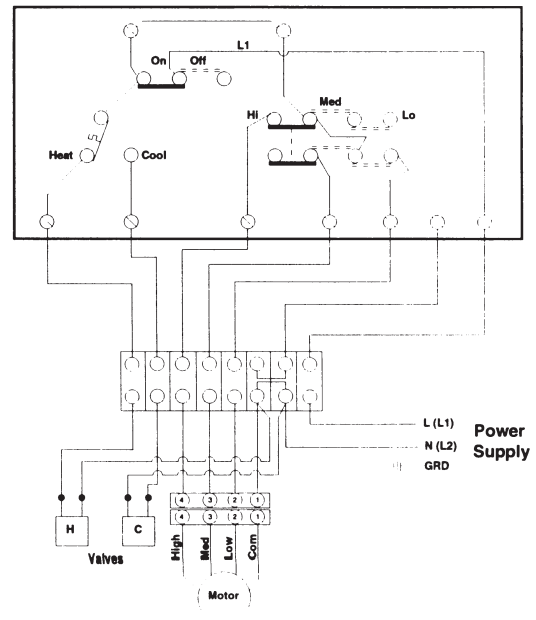 L1
On Off
Med
Hi
Lo
Heat
Cool
L (L1)
Power
Supply
N (L2)
GRD
4 3 2 1
4 3 2 1
H
C
Valves
High
Med
Low
Com
Motor